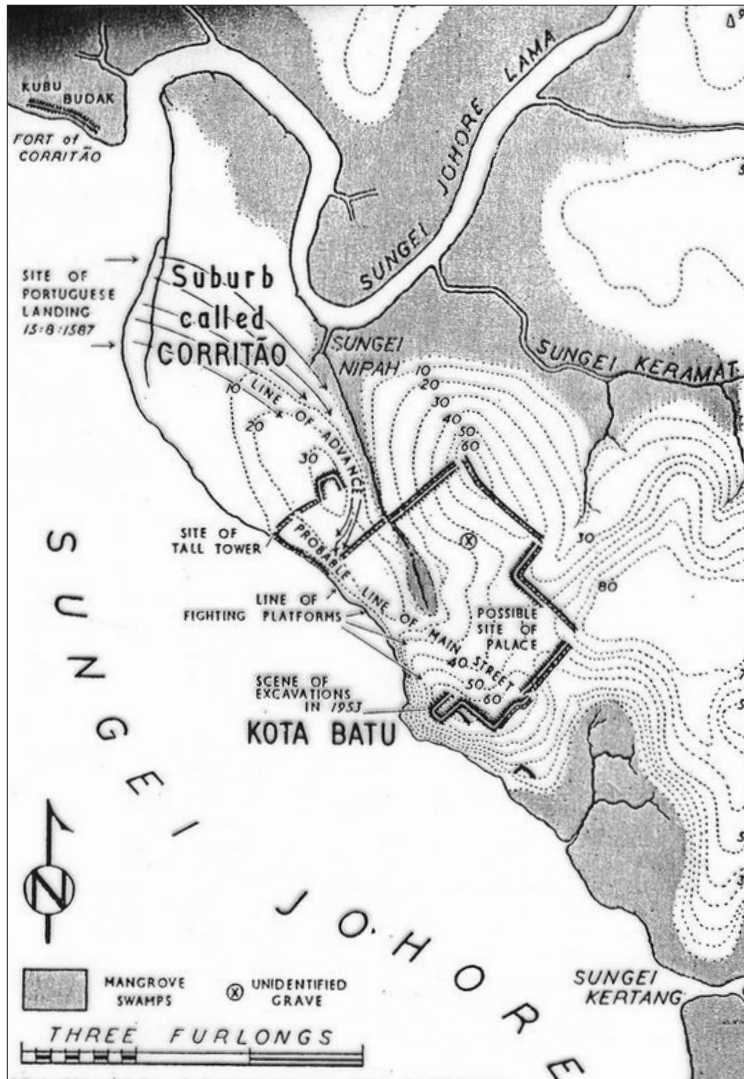 KUBU
BUDAK
FORT of
CORRITÃO
SUNGEI JOHORE LAMA
SITE OF
PORTUGUESE
LANDING
15:8:1587
Suburb
called
CORRITÃO
SUNGEI
NIPAH
SUNGEI KERAMAT
10
20
30
40
50
60
10
20
30
LINE OF ADVANCE
SITE OF
TALL TOWER
PROBABLE LINE OF MAIN STREET
30
80
LINE OF
FIGHTING PLATFORMS
POSSIBLE
SITE OF
PALACE
40
50
60
SCENE OF
EXCAVATIONS
IN 1953
KOTA BATU
SUNGEI JOHORE
N
MANGROVE
SWAMPS
UNIDENTIFIED
GRAVE
SUNGEI
KERTANG
THREE FURLONGS